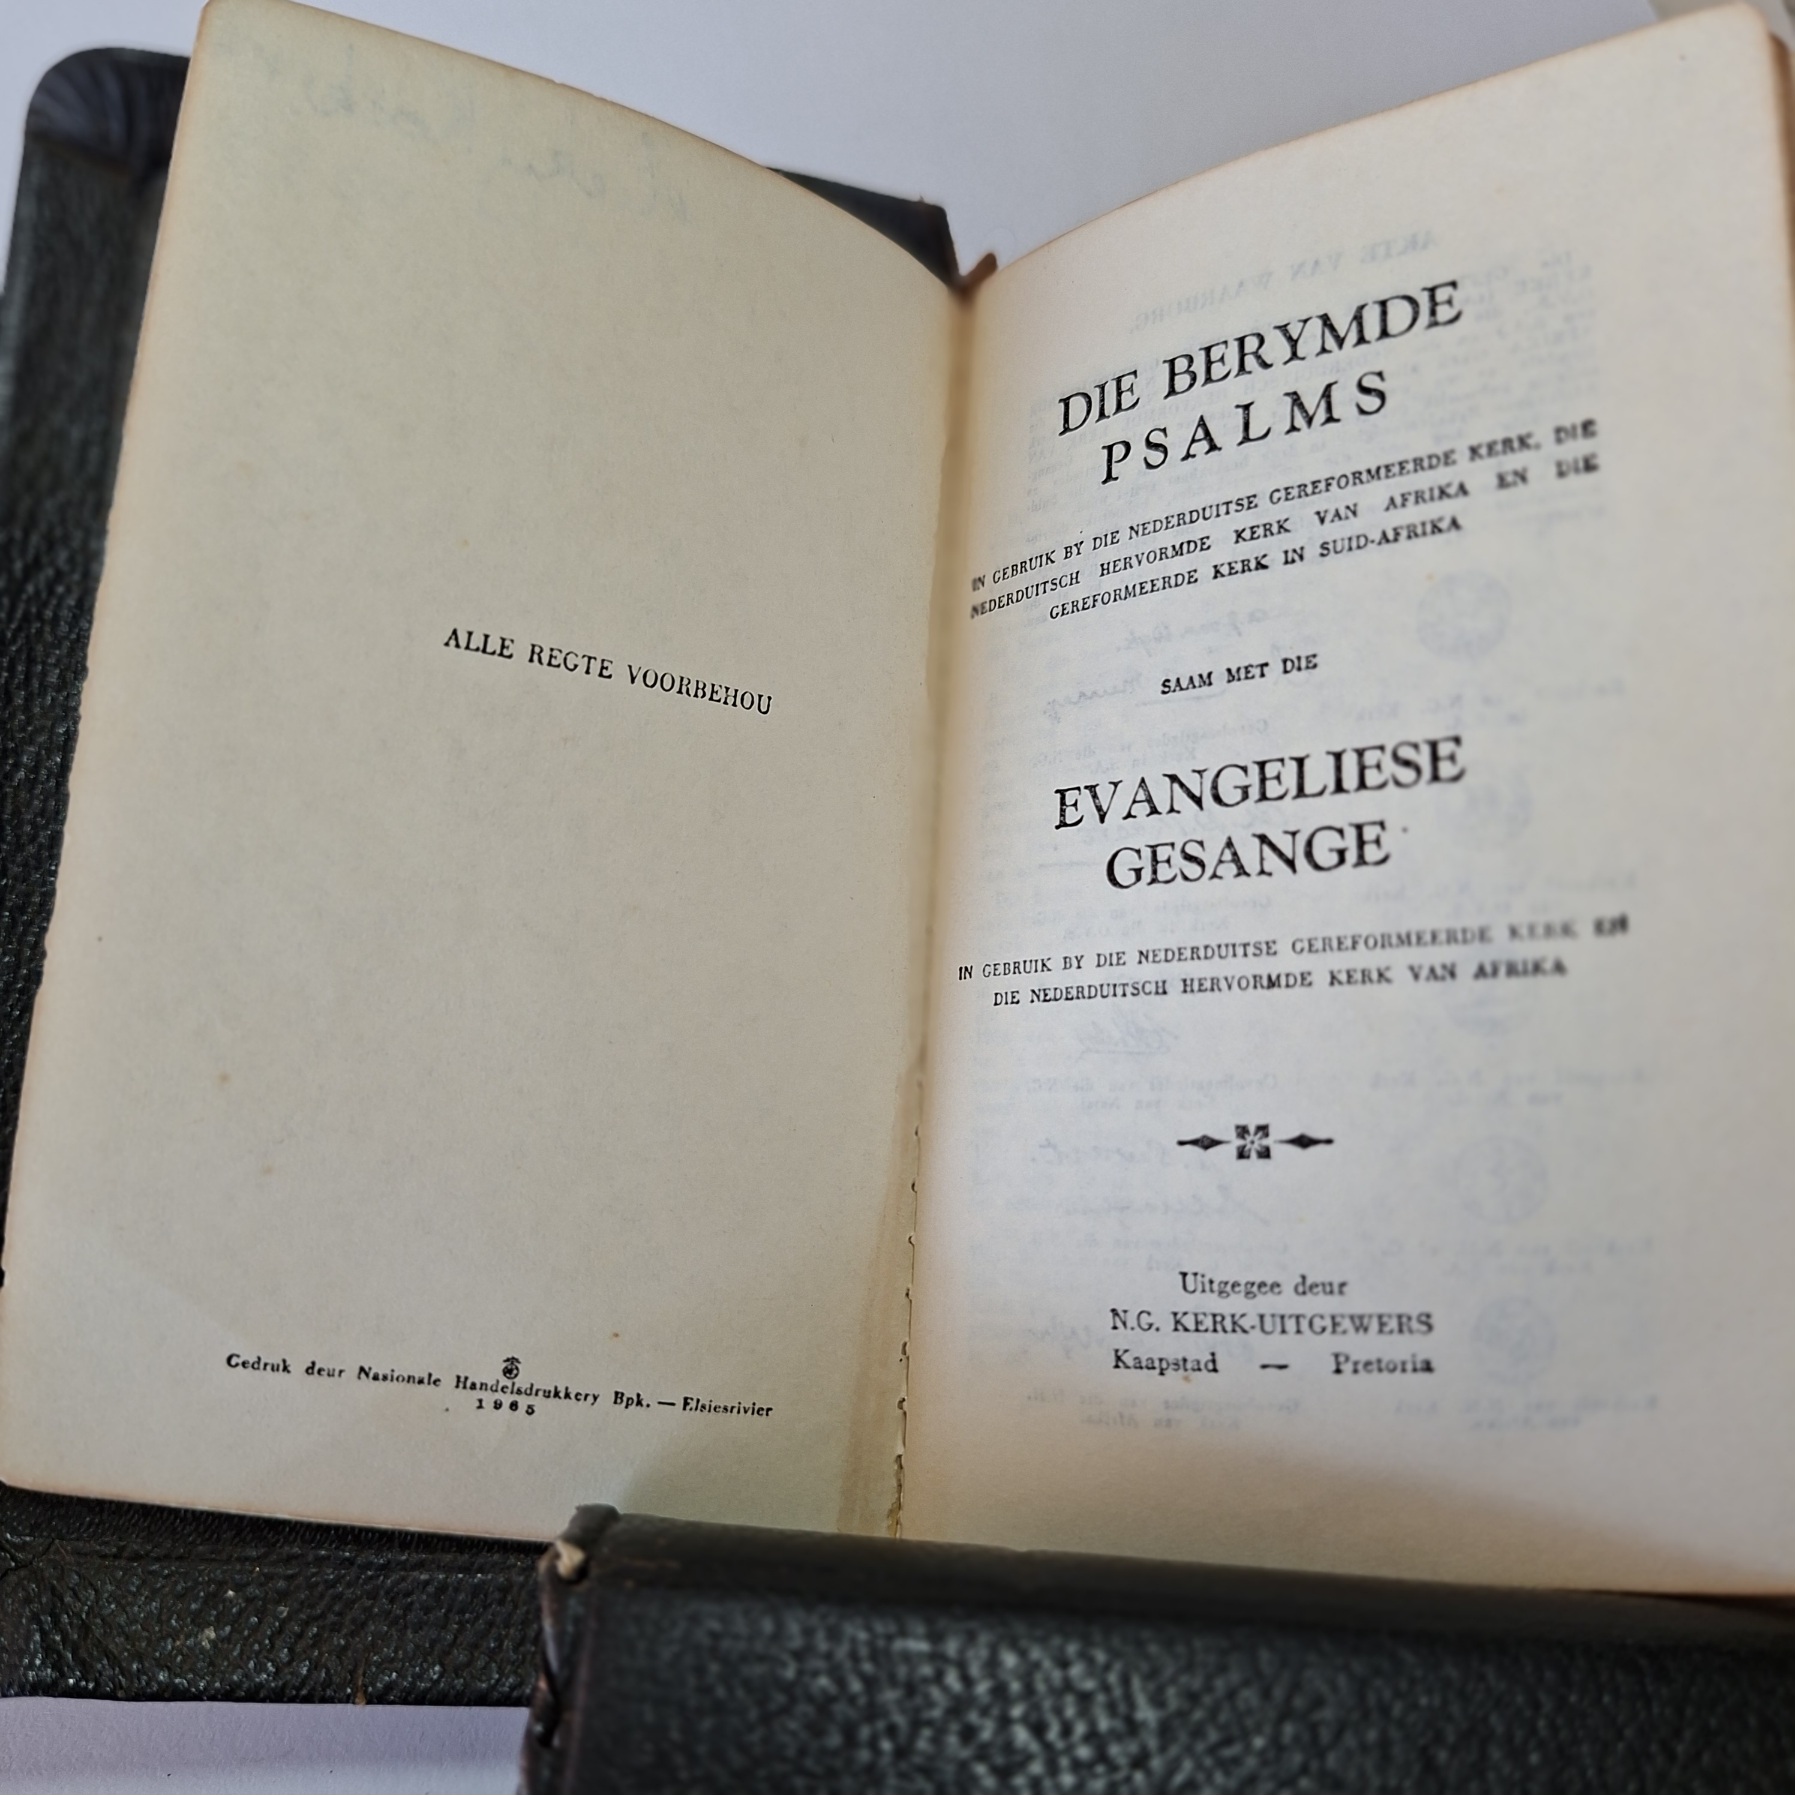 ALLE REGTE VOORBEHOU
Gedruk deur Nasionale Handelsdrukkery Bpk. — Elsiesrivier
1965
DIE BERYMDE
PSALMS
IN GEBRUIK BY DIE NEDERDUITSE GEREFORMEERDE KERK, DIE
NEDERDUITSCH HERVORMDE KERK VAN AFRIKA EN DIE
GEREFORMEERDE KERK IN SUID-AFRIKA
SAAM MET DIE
EVANGELIESE
GESANGE
IN GEBRUIK BY DIE NEDERDUITSE GEREFORMEERDE KERK EN
DIE NEDERDUITSCH HERVORMDE KERK VAN AFRIKA
Uitgegee deur
N.G. KERK-UITGEWERS
Kaapstad — Pretoria